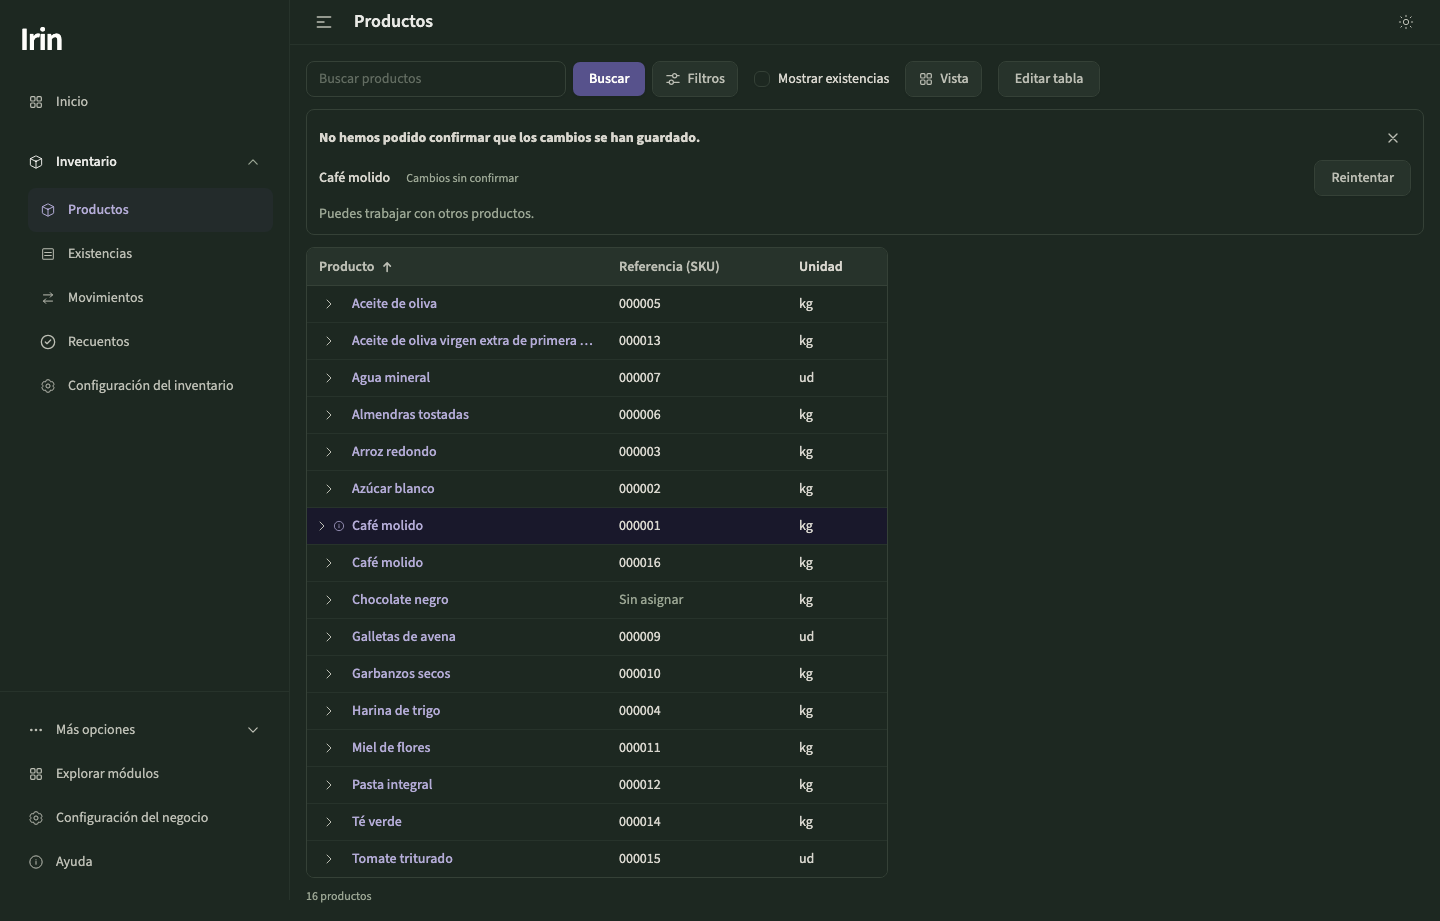 Irin
Productos
Inicio
Inventario
Productos
Existencias
Movimientos
Recuentos
Configuración del inventario
Más opciones
Explorar módulos
Configuración del negocio
Ayuda
Buscar productos Buscar Filtros Mostrar existencias Vista Editar tabla
No hemos podido confirmar que los cambios se han guardado.
Café molido Cambios sin confirmar Reintentar
Puedes trabajar con otros productos.
Producto Referencia (SKU) Unidad
Aceite de oliva 000005 kg
Aceite de oliva virgen extra de primera … 000013 kg
Agua mineral 000007 ud
Almendras tostadas 000006 kg
Arroz redondo 000003 kg
Azúcar blanco 000002 kg
Café molido 000001 kg
Café molido 000016 kg
Chocolate negro Sin asignar kg
Galletas de avena 000009 ud
Garbanzos secos 000010 kg
Harina de trigo 000004 kg
Miel de flores 000011 kg
Pasta integral 000012 kg
Té verde 000014 kg
Tomate triturado 000015 ud
16 productos